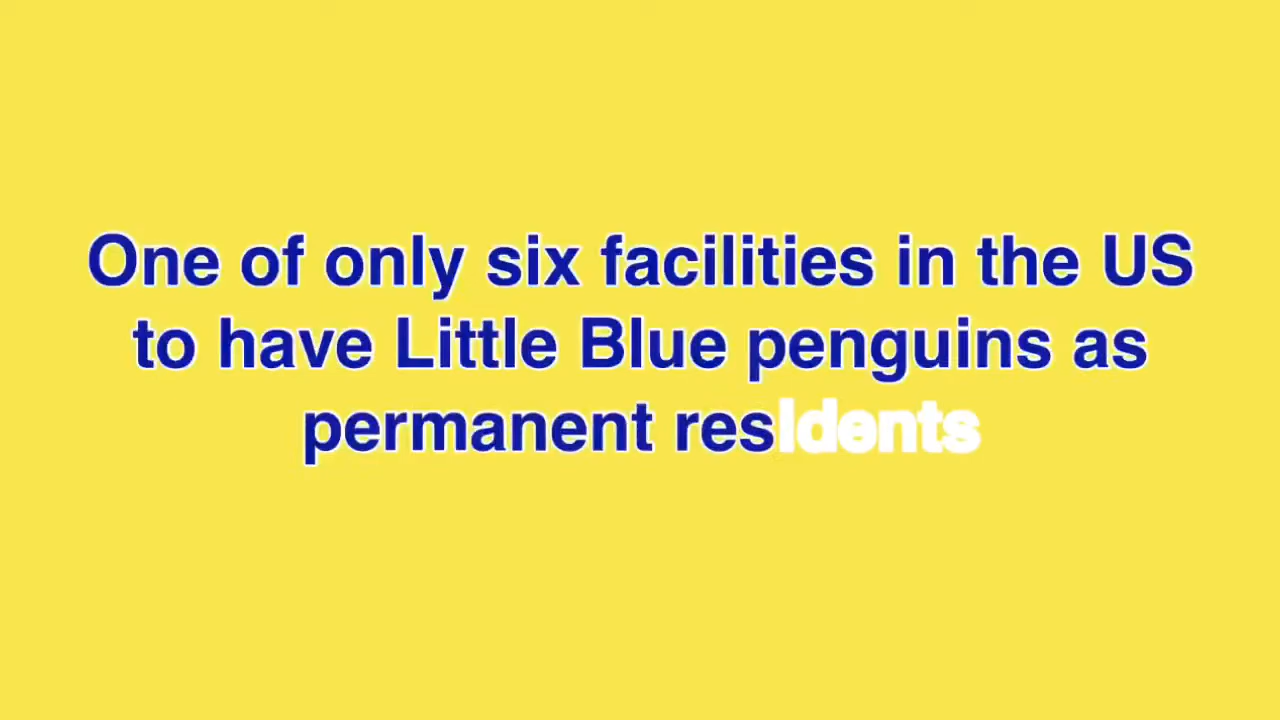 One of only six facilities in the US
to have Little Blue penguins as
permanent residents